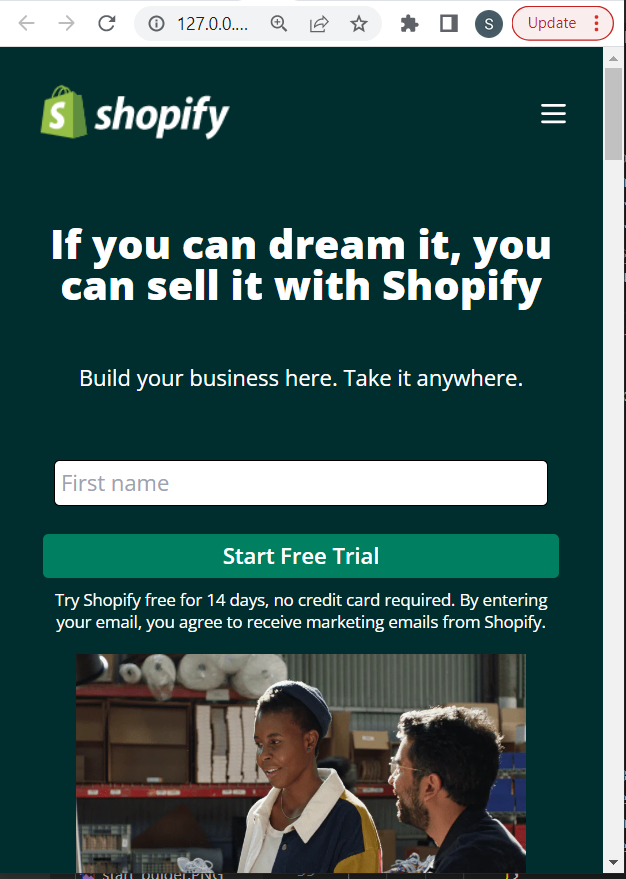 127.0.0....
S
Update
S shopify
If you can dream it, you
can sell it with Shopify
Build your business here. Take it anywhere.
First name
Start Free Trial
Try Shopify free for 14 days, no credit card required. By entering
your email, you agree to receive marketing emails from Shopify.